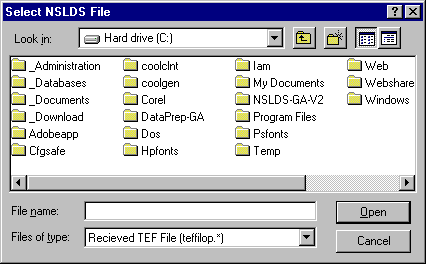 Select NSLDS File
Look in: Hard drive (C:)
_Administration coolclnt Iam Web
_Databases coolgen My Documents Webshare
_Documents Corel NSLDS-GA-V2 Windows
_Download DataPrep-GA Program Files
Adobeapp Dos Psfonts
Cfgsafe Hpfonts Temp
File name: Open
Files of type: Recieved TEF File (teffilop.*) Cancel